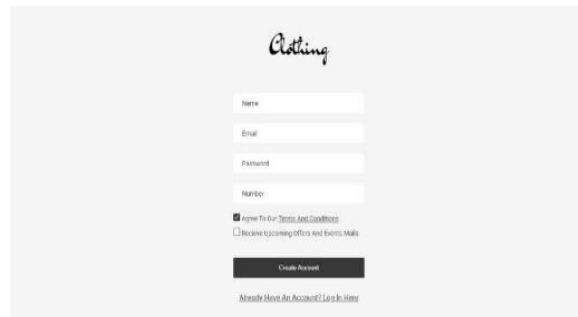 Clothing
Name
Email
Password
Number
Agree To Our Terms And Conditions
Recieve Upcoming Offers And Events Mails
Create Account
Already Have An Account? Log In Here